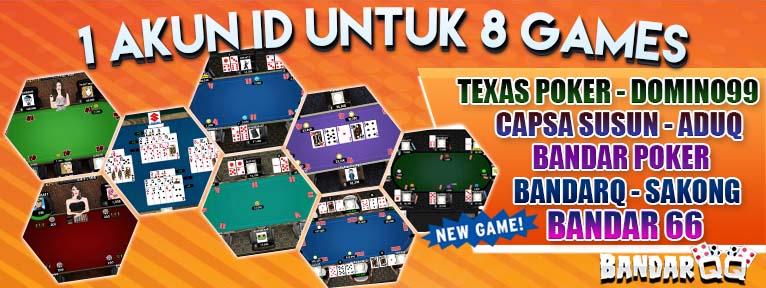 1 AKUN ID UNTUK 8 GAMES
TEXAS POKER - DOMINO99
CAPSA SUSUN - ADUQ
BANDAR POKER
BANDARQ - SAKONG
NEW GAME!
BANDAR 66
BANDARQQ